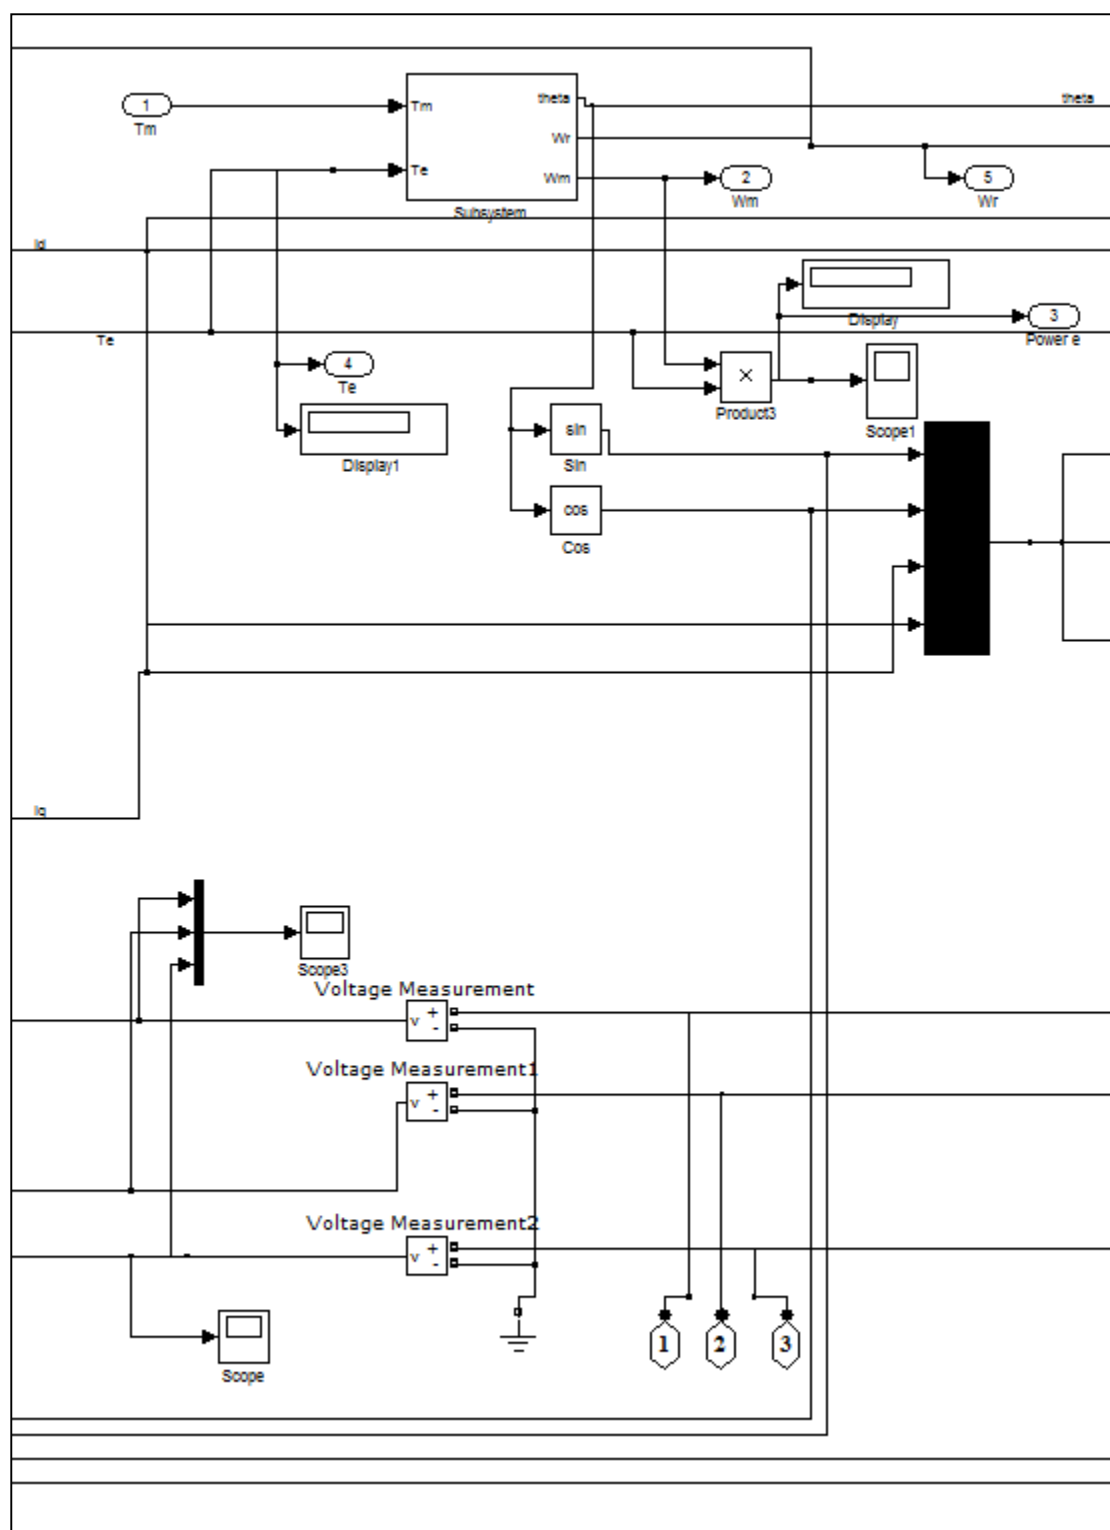 1
Tm
Tm
theta
theta
Wr
Te
Wm
2
Wm
5
Wr
Subsystem
Id
Display
3
Power e
Te
4
Te
×
Product3
Scope1
sin
Sin
Display1
cos
Cos
Iq
Scope3
Voltage Measurement
v + -
Voltage Measurement1
v + -
Voltage Measurement2
v + -
1
2
3
Scope